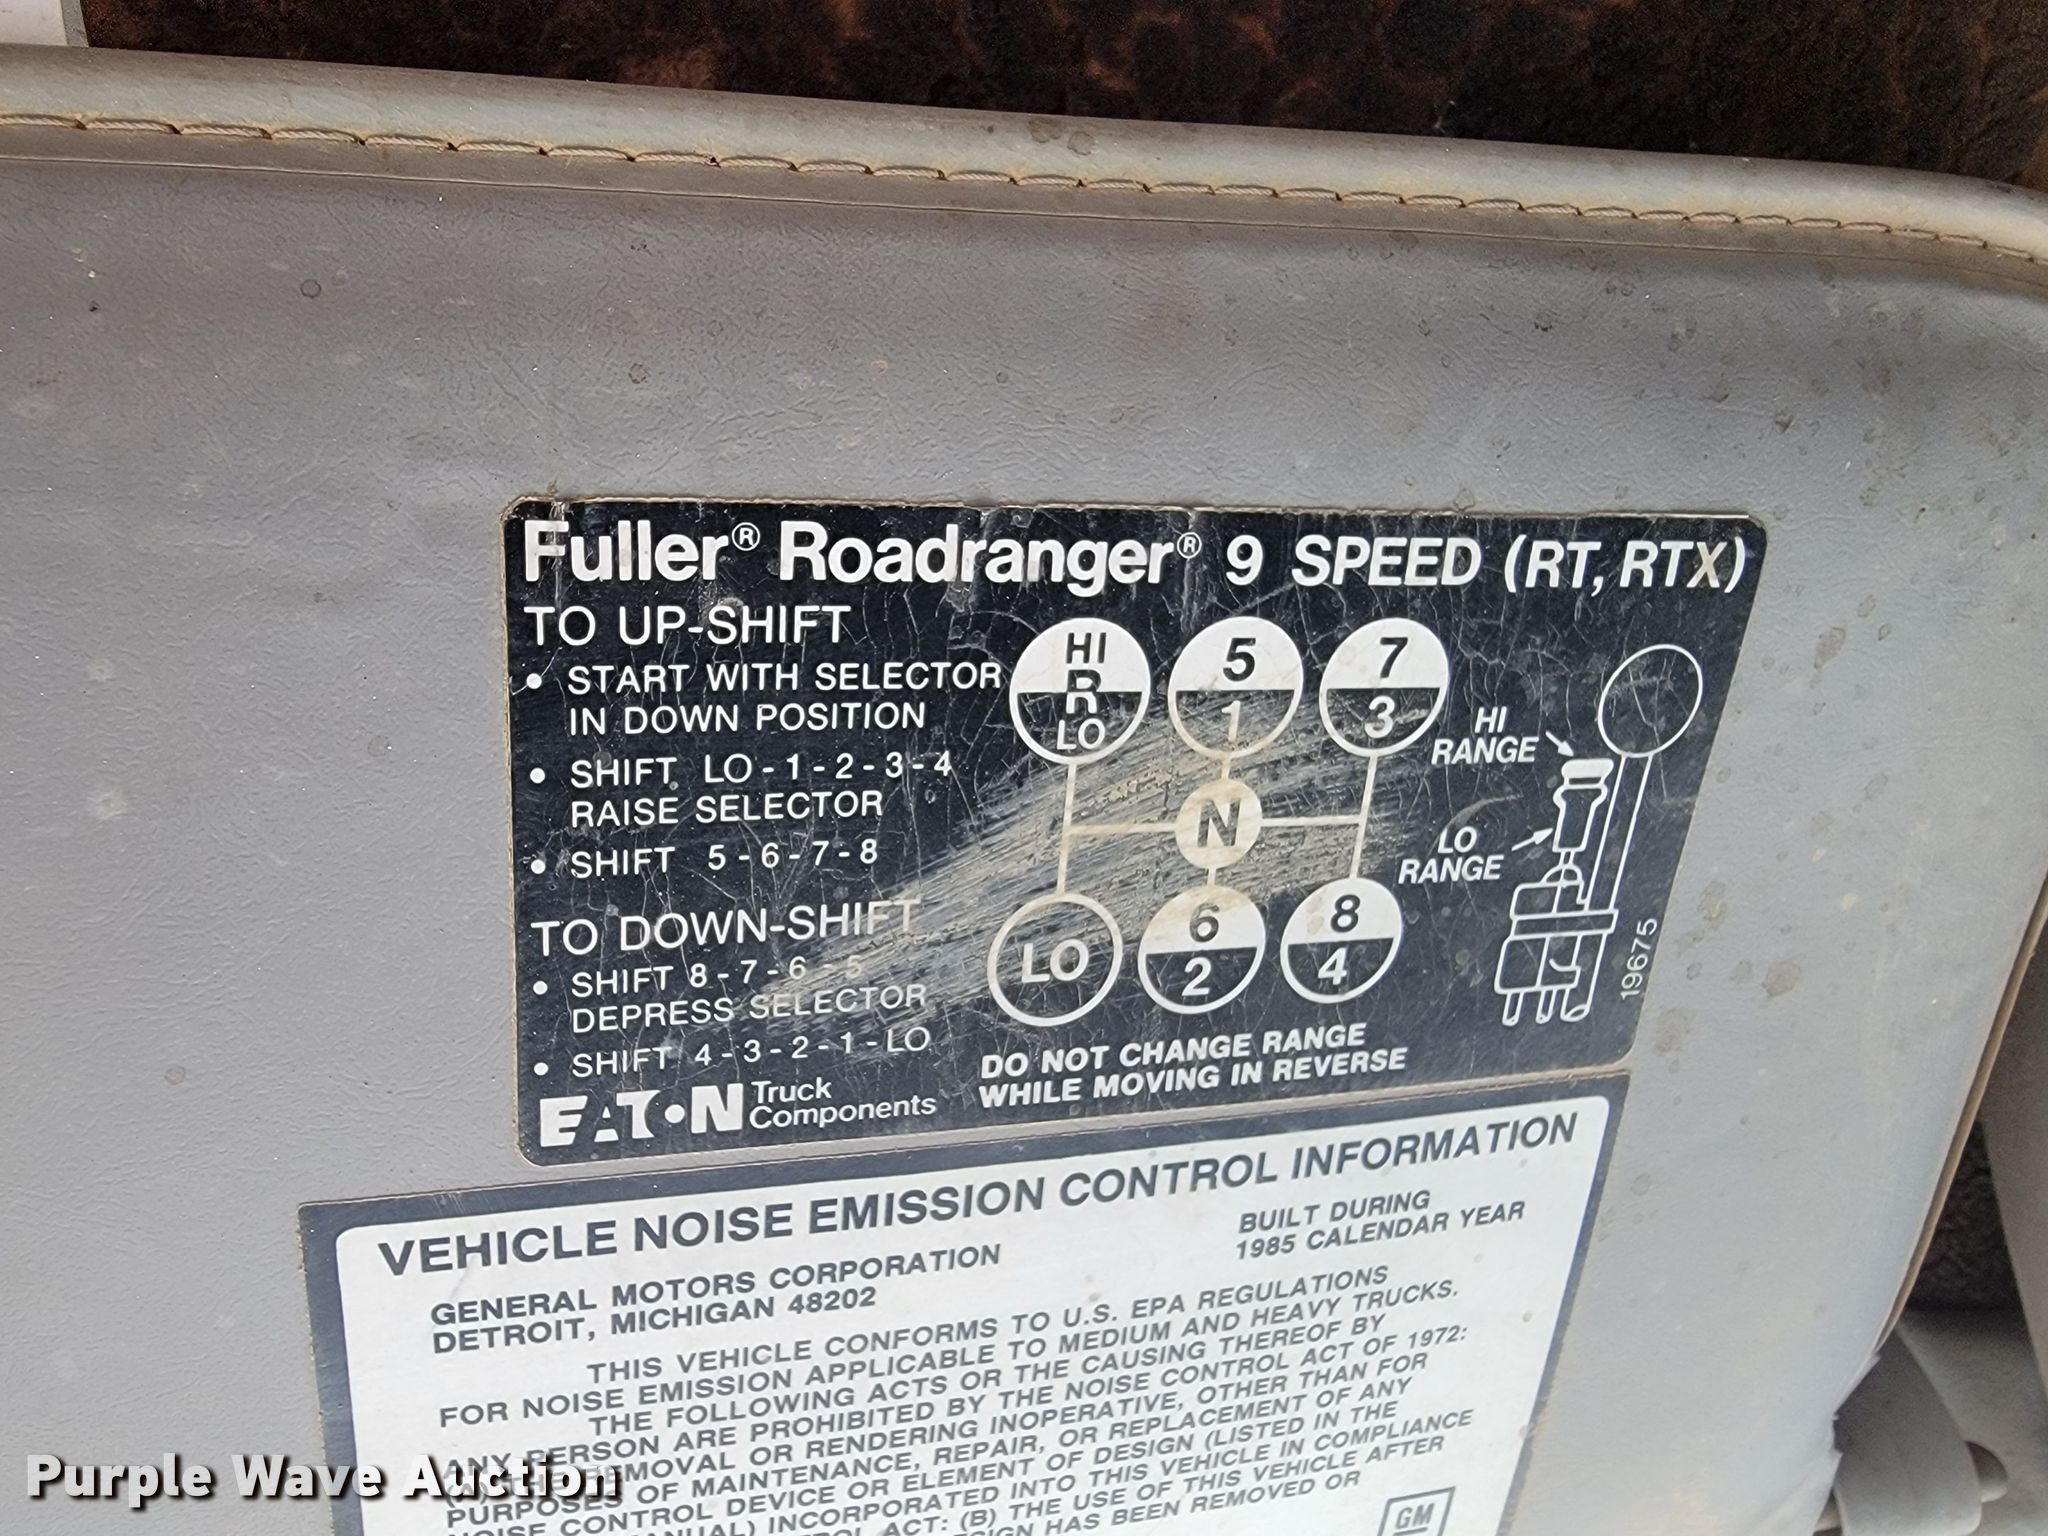 Fuller® Roadranger® 9 SPEED (RT, RTX)
TO UP-SHIFT
• START WITH SELECTOR
IN DOWN POSITION
• SHIFT LO-1-2-3-4
RAISE SELECTOR
• SHIFT 5-6-7-8
TO DOWN-SHIFT
• SHIFT 8-7-6-5
DEPRESS SELECTOR
• SHIFT 4-3-2-1-LO
EATON Truck
Components
HI 5 7
R
LO 1 3
N
LO 6 8
2 4
HI
RANGE
LO
RANGE
19675
DO NOT CHANGE RANGE
WHILE MOVING IN REVERSE
VEHICLE NOISE EMISSION CONTROL INFORMATION
GENERAL MOTORS CORPORATION
DETROIT, MICHIGAN 48202
BUILT DURING
1985 CALENDAR YEAR
THIS VEHICLE CONFORMS TO U.S. EPA REGULATIONS
FOR NOISE EMISSION APPLICABLE TO MEDIUM AND HEAVY TRUCKS.
THE FOLLOWING ACTS OR THE CAUSING THEREOF BY
ANY PERSON ARE PROHIBITED BY THE NOISE CONTROL ACT OF 1972:
REMOVAL OR RENDERING INOPERATIVE, OTHER THAN FOR
PURPOSES OF MAINTENANCE, REPAIR, OR REPLACEMENT OF ANY
NOISE CONTROL DEVICE OR ELEMENT OF DESIGN (LISTED IN THE
INCORPORATED INTO THIS VEHICLE IN COMPLIANCE
ACT: (B) THE USE OF THIS VEHICLE AFTER
HAS BEEN REMOVED OR
GM
Purple Wave Auction